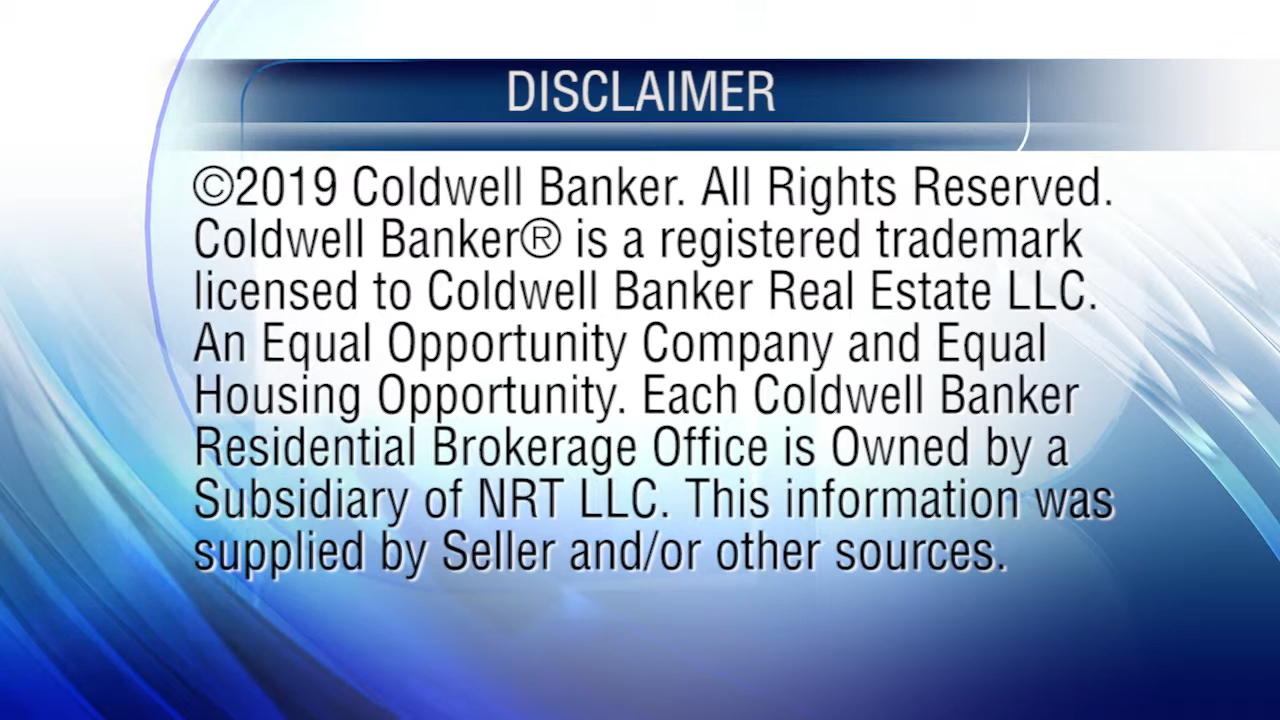 DISCLAIMER
©2019 Coldwell Banker. All Rights Reserved.
Coldwell Banker® is a registered trademark
licensed to Coldwell Banker Real Estate LLC.
An Equal Opportunity Company and Equal
Housing Opportunity. Each Coldwell Banker
Residential Brokerage Office is Owned by a
Subsidiary of NRT LLC. This information was
supplied by Seller and/or other sources.